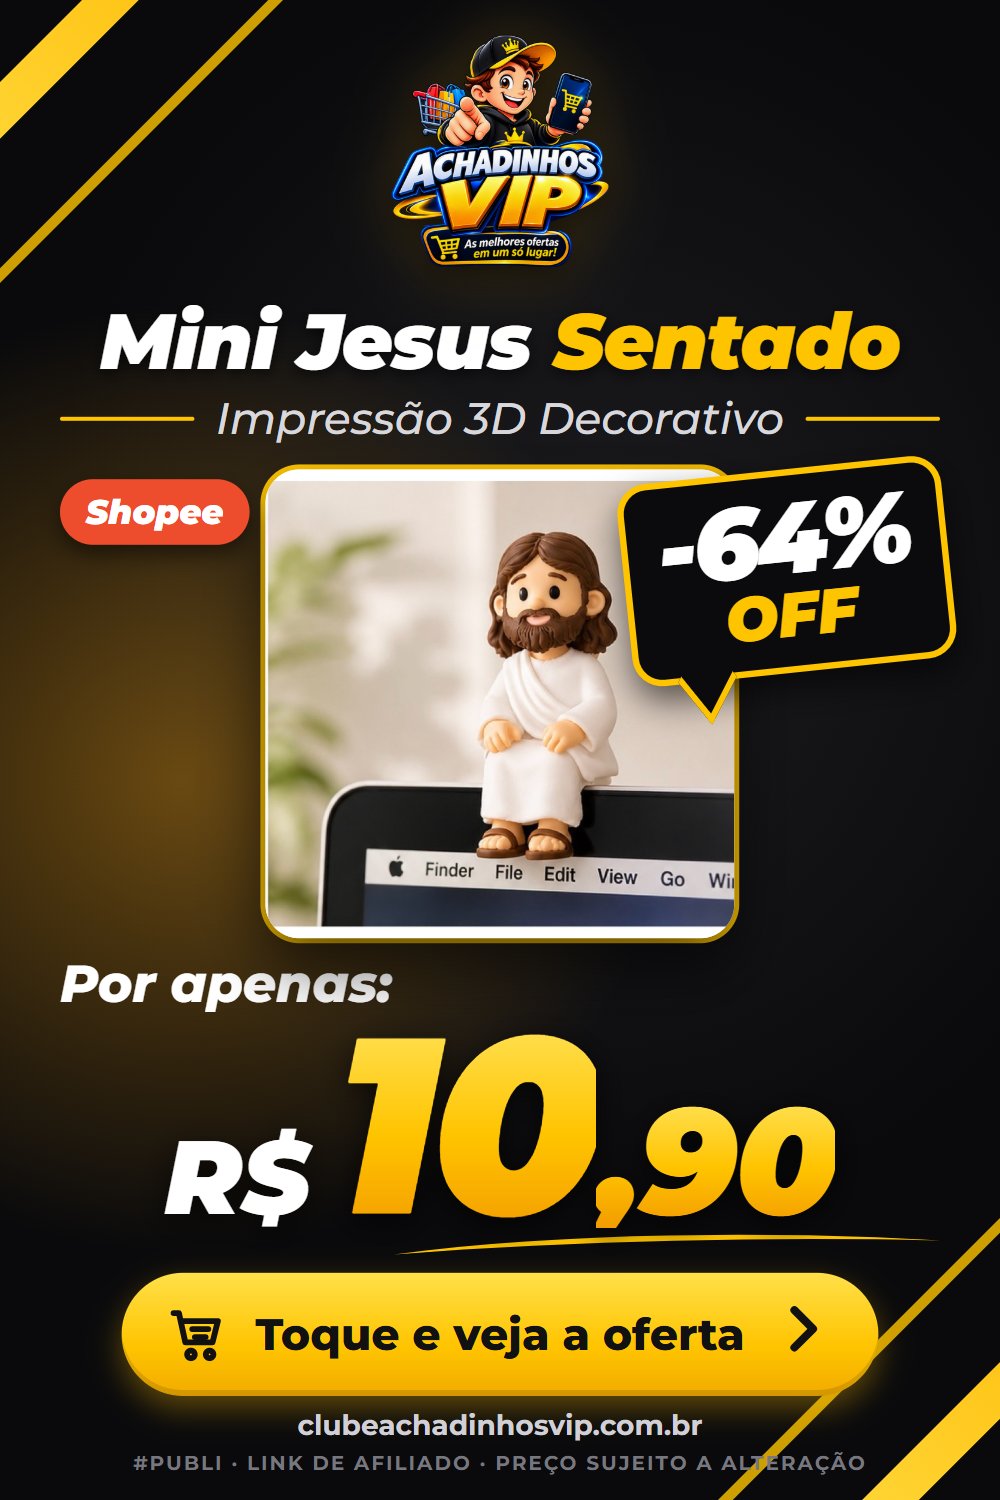 ACHADINHOS
VIP
As melhores ofertas
em um só lugar!
Mini Jesus Sentado
Impressão 3D Decorativo
Shopee
-64%
OFF
Finder File Edit View Go Wi
Por apenas:
R$ 10,90
Toque e veja a oferta
clubeachadinhosvip.com.br
#PUBLI · LINK DE AFILIADO · PREÇO SUJEITO A ALTERAÇÃO